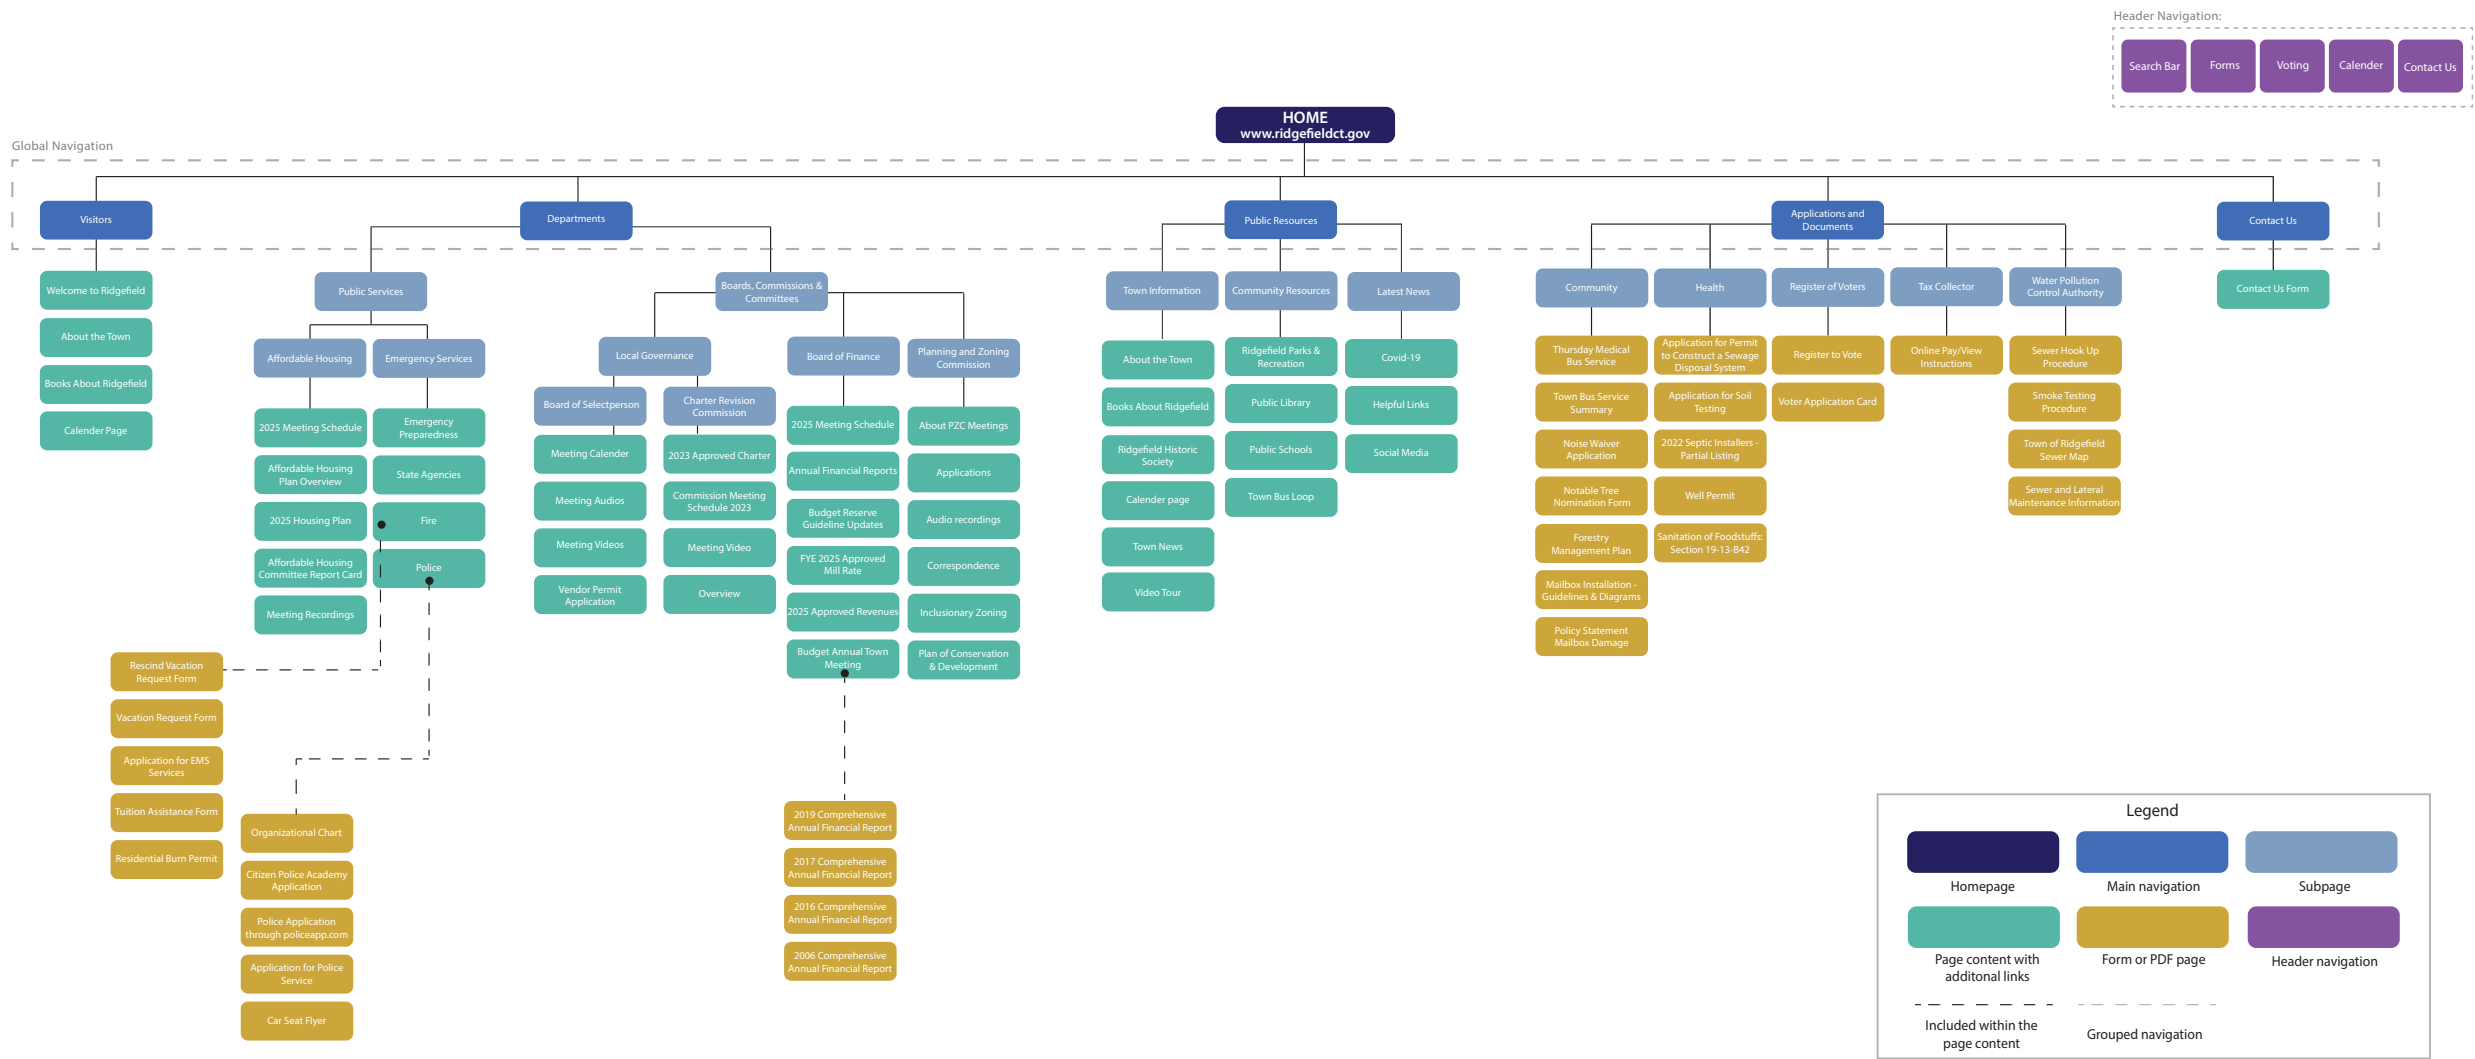 Header Navigation:
Search Bar
Forms
Voting
Calender
Contact Us
HOME
www.ridgefieldct.gov
Global Navigation
Visitors
Departments
Public Resources
Applications and
Documents
Contact Us
Welcome to Ridgefield
About the Town
Books About Ridgefield
Calender Page
Public Services
Affordable Housing
2025 Meeting Schedule
Affordable Housing
Plan Overview
2025 Housing Plan
Affordable Housing
Committee Report Card
Meeting Recordings
Emergency Services
Emergency
Preparedness
State Agencies
Fire
Police
Rescind Vacation
Request Form
Vacation Request Form
Application for EMS
Services
Tuition Assistance Form
Residential Burn Permit
Organizational Chart
Citizen Police Academy
Application
Police Application
through policeapp.com
Application for Police
Service
Car Seat Flyer
Boards, Commissions &
Committees
Local Governance
Board of Selectperson
Meeting Calender
Meeting Audios
Meeting Videos
Vendor Permit
Application
Charter Revision
Commission
2023 Approved Charter
Commission Meeting
Schedule 2023
Meeting Video
Overview
Board of Finance
2025 Meeting Schedule
Annual Financial Reports
Budget Reserve
Guideline Updates
FYE 2025 Approved
Mill Rate
2025 Approved Revenues
Budget Annual Town
Meeting
2019 Comprehensive
Annual Financial Report
2017 Comprehensive
Annual Financial Report
2016 Comprehensive
Annual Financial Report
2006 Comprehensive
Annual Financial Report
Planning and Zoning
Commission
About PZC Meetings
Applications
Audio recordings
Correspondence
Inclusionary Zoning
Plan of Conservation
& Development
Town Information
About the Town
Books About Ridgefield
Ridgefield Historic
Society
Calender page
Town News
Video Tour
Community Resources
Ridgefield Parks &
Recreation
Public Library
Public Schools
Town Bus Loop
Latest News
Covid-19
Helpful Links
Social Media
Community
Thursday Medical
Bus Service
Town Bus Service
Summary
Noise Waiver
Application
Notable Tree
Nomination Form
Forestry
Management Plan
Mailbox Installation -
Guidelines & Diagrams
Policy Statement
Mailbox Damage
Health
Application for Permit
to Construct a Sewage
Disposal System
Application for Soil
Testing
2022 Septic Installers -
Partial Listing
Well Permit
Sanitation of Foodstuffs:
Section 19-13-B42
Register of Voters
Register to Vote
Voter Application Card
Tax Collector
Online Pay/View
Instructions
Water Pollution
Control Authority
Sewer Hook Up
Procedure
Smoke Testing
Procedure
Town of Ridgefield
Sewer Map
Sewer and Lateral
Maintenance Information
Contact Us Form
Legend
Homepage
Main navigation
Subpage
Page content with
additonal links
Form or PDF page
Header navigation
Included within the
page content
Grouped navigation